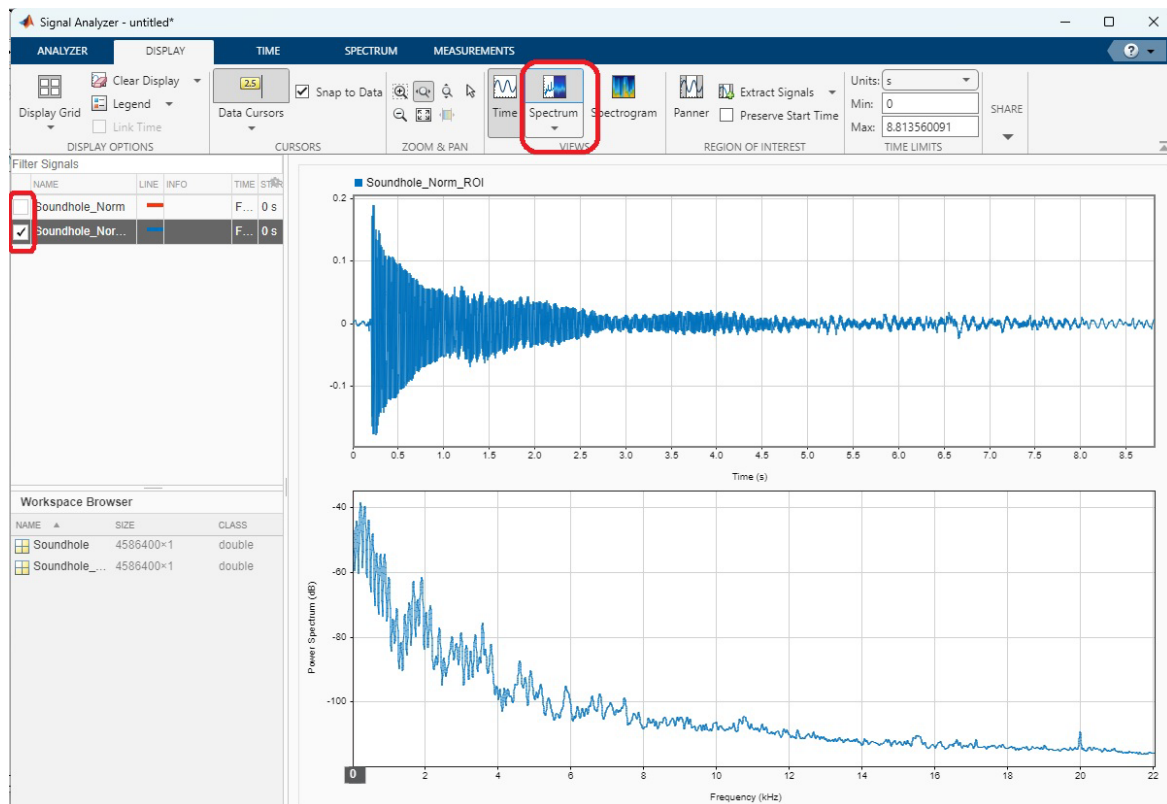 Signal Analyzer - untitled*
ANALYZER DISPLAY TIME SPECTRUM MEASUREMENTS
?
Display Grid
Clear Display
Legend
Link Time
DISPLAY OPTIONS
2.5
Data Cursors
Snap to Data
CURSORS
ZOOM & PAN
Time Spectrum Spectrogram
VIEWS
Panner
Extract Signals
Preserve Start Time
REGION OF INTEREST
Units: s
Min: 0
Max: 8.813560091
TIME LIMITS
SHARE
Filter Signals
NAME LINE INFO TIME STAR
Soundhole_Norm F... 0 s
Soundhole_Nor... F... 0 s
Workspace Browser
NAME SIZE CLASS
Soundhole 4586400×1 double
Soundhole_... 4586400×1 double
Soundhole_Norm_ROI
0.2
0.1
0
-0.1
0 0.5 1.0 1.5 2.0 2.5 3.0 3.5 4.0 4.5 5.0 5.5 6.0 6.5 7.0 7.5 8.0 8.5
Time (s)
Power Spectrum (dB)
-40
-60
-80
-100
0 2 4 6 8 10 12 14 16 18 20 22
Frequency (kHz)